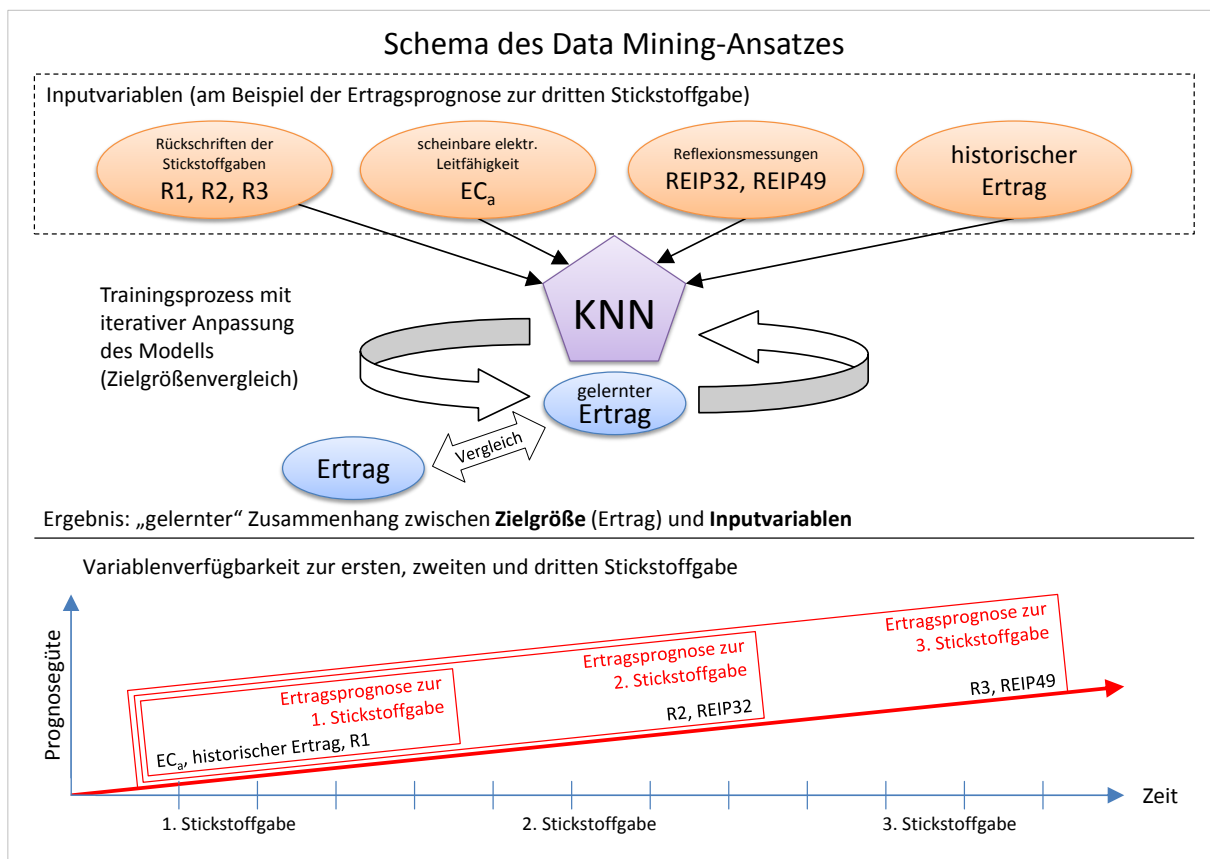 Schema des Data Mining-Ansatzes
Inputvariablen (am Beispiel der Ertragsprognose zur dritten Stickstoffgabe)
Rückschriften der
Stickstoffgaben
R1, R2, R3
scheinbare elektr.
Leitfähigkeit
ECa
Reflexionsmessungen
REIP32, REIP49
historischer
Ertrag
KNN
Trainingsprozess mit
iterativer Anpassung
des Modells
(Zielgrößenvergleich)
gelernter
Ertrag
Vergleich
Ertrag
Ergebnis: „gelernter“ Zusammenhang zwischen Zielgröße (Ertrag) und Inputvariablen
Variablenverfügbarkeit zur ersten, zweiten und dritten Stickstoffgabe
Prognosegüte
Ertragsprognose zur
1. Stickstoffgabe
ECa, historischer Ertrag, R1
Ertragsprognose zur
2. Stickstoffgabe
R2, REIP32
Ertragsprognose zur
3. Stickstoffgabe
R3, REIP49
Zeit
1. Stickstoffgabe
2. Stickstoffgabe
3. Stickstoffgabe